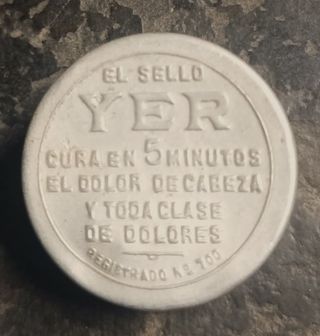 EL SELLO
YER
CURA EN 5 MINUTOS
EL DOLOR DE CABEZA
Y TODA CLASE
DE DOLORES
REGISTRADO